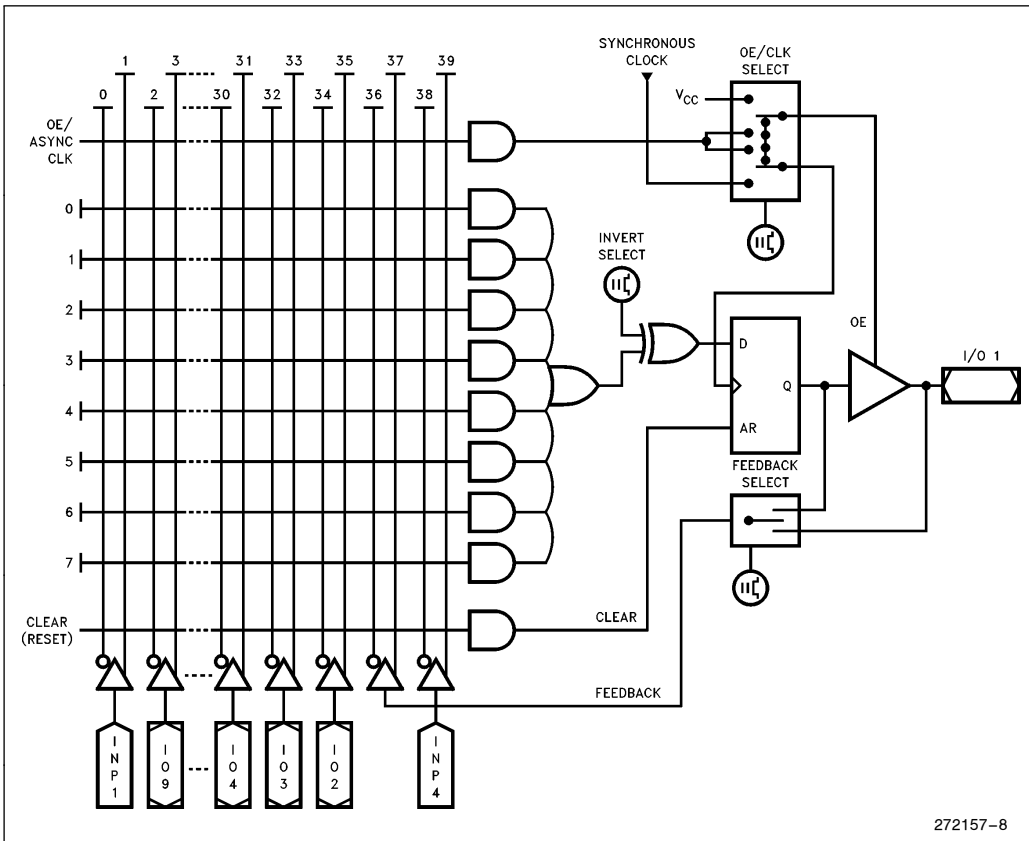 1 3 31 33 35 37 39
0 2 30 32 34 36 38
OE/
ASYNC
CLK
SYNCHRONOUS
CLOCK
OE/CLK
SELECT
VCC
0
1
2
3
4
5
6
7
INVERT
SELECT
D
Q
AR
OE
I/O 1
FEEDBACK
SELECT
CLEAR
(RESET)
CLEAR
FEEDBACK
INP1
IO9
IO4
IO3
IO2
INP4
272157-8